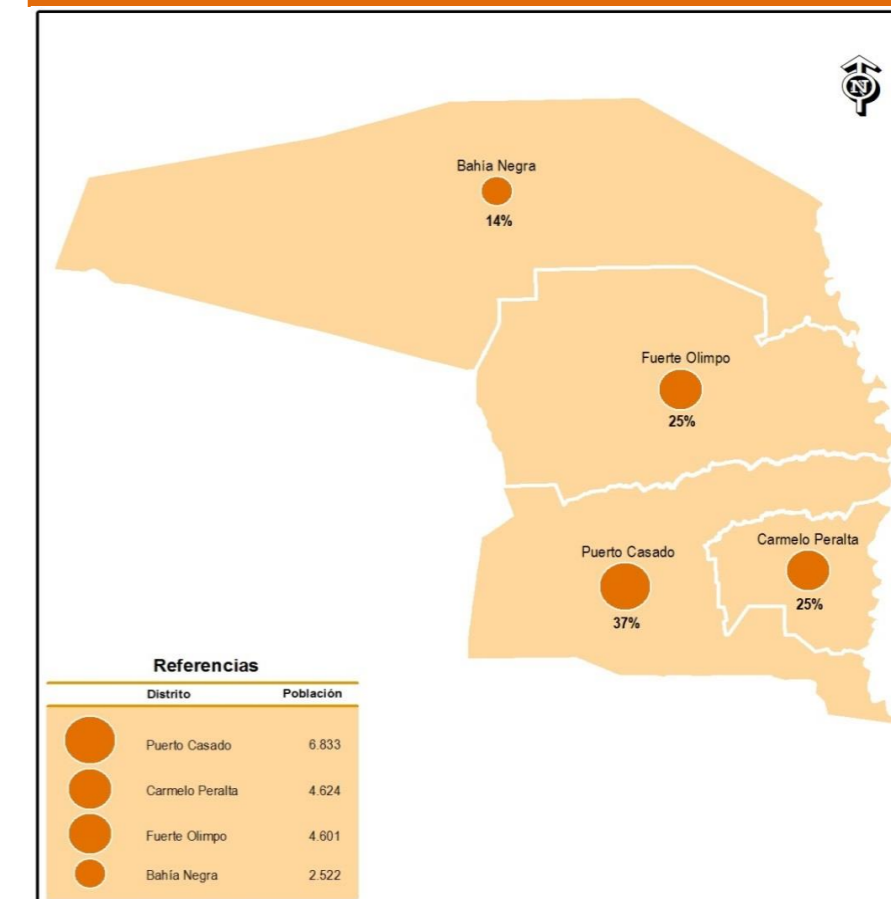 N
Bahia Negra
14%
Fuerte Olimpo
25%
Puerto Casado
37%
Carmelo Peralta
25%
Referencias
Distrito Población
Puerto Casado 6.833
Carmelo Peralta 4.624
Fuerte Olimpo 4.601
Bahía Negra 2.522